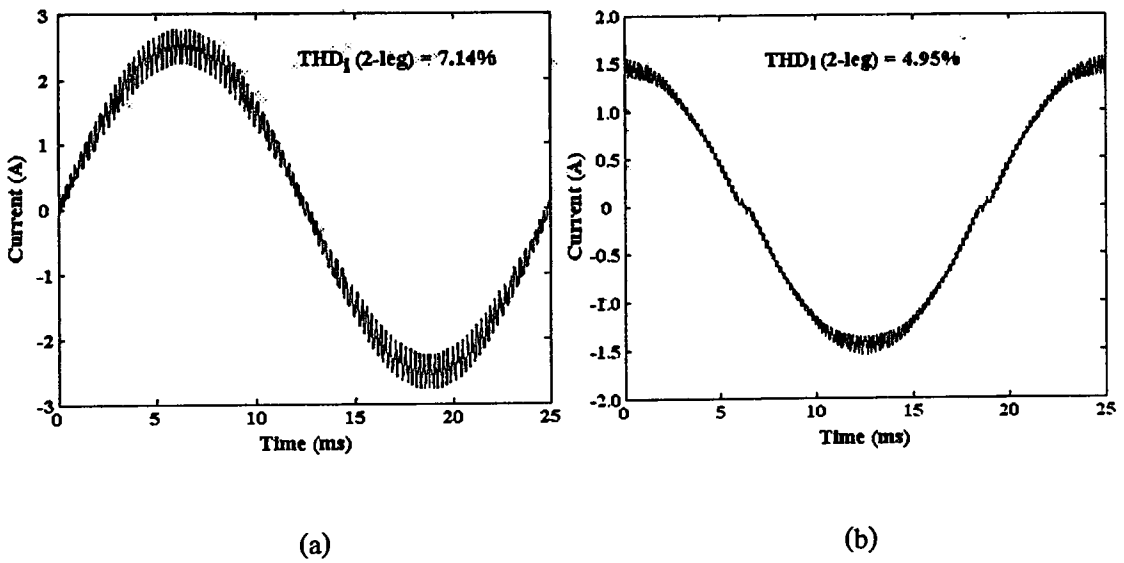 3
THD_I (2-leg) = 7.14%
2
1
0
-1
-2
-3
Current (A)
0 5 10 15 20 25
Time (ms)
(a)
2.0
THD_I (2-leg) = 4.95%
1.5
1.0
0.5
0
-0.5
-1.0
-1.5
-2.0
Current (A)
0 5 10 15 20 25
Time (ms)
(b)